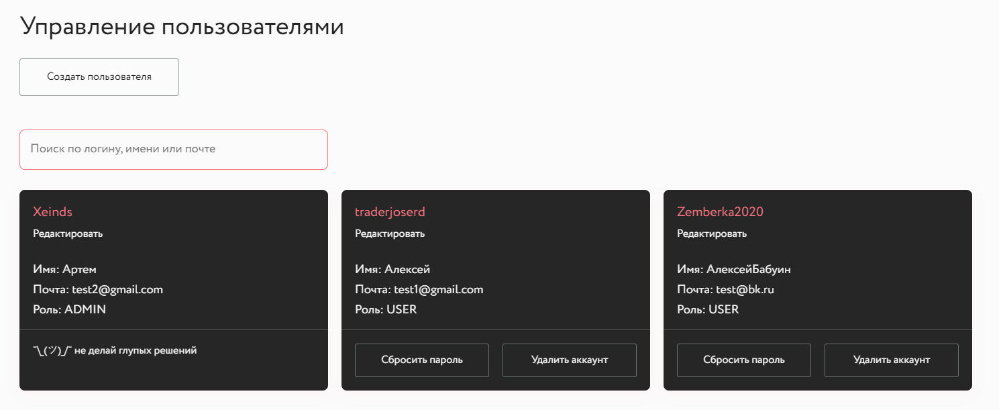 Управление пользователями
Создать пользователя
Поиск по логину, имени или почте
Xeinds
Редактировать
Имя: Артем
Почта: test2@gmail.com
Роль: ADMIN
¯\_(ツ)_/¯ не делай глупых решений
traderjoserd
Редактировать
Имя: Алексей
Почта: test1@gmail.com
Роль: USER
Сбросить пароль
Удалить аккаунт
Zemberka2020
Редактировать
Имя: АлексейБабуин
Почта: test@bk.ru
Роль: USER
Сбросить пароль
Удалить аккаунт